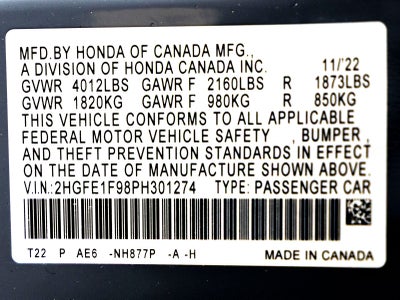 MFD.BY HONDA OF CANADA MFG.,
A DIVISION OF HONDA CANADA INC. 11/'22
GVWR 4012LBS GAWR F 2160LBS R 1873LBS
GVWR 1820KG GAWR F 980KG R 850KG
THIS VEHICLE CONFORMS TO ALL APPLICABLE
FEDERAL MOTOR VEHICLE SAFETY , BUMPER ,
AND THEFT PREVENTION STANDARDS IN EFFECT
ON THE DATE OF MANUFACTURE SHOWN ABOVE.
V.I.N.: 2HGFE1F98PH301274 TYPE: PASSENGER CAR
T22 P AE6 -NH877P -A -H MADE IN CANADA